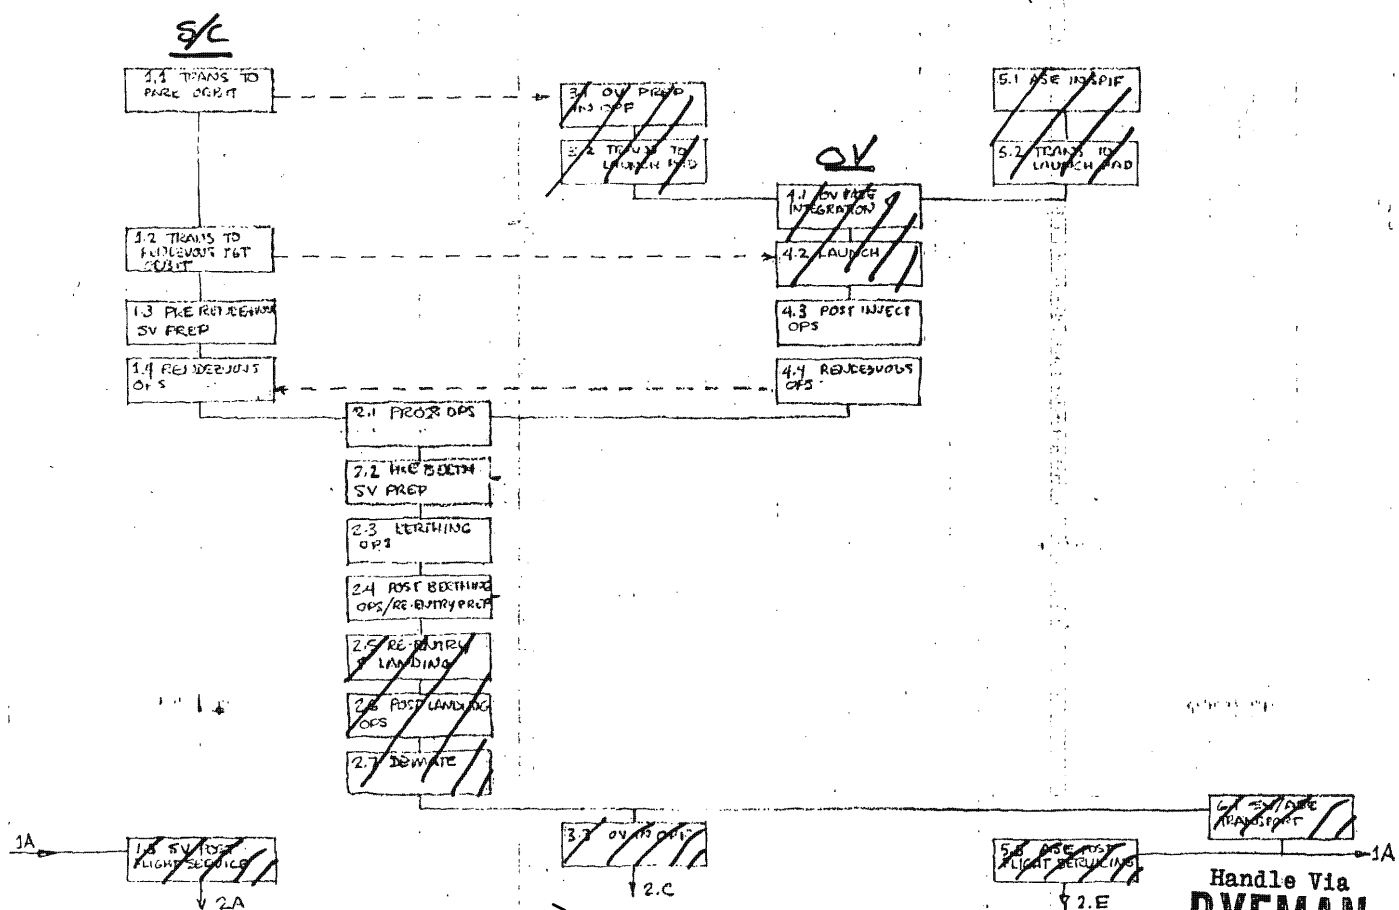 S/C
1.1 TRANS TO
PARK ORBIT
3.1 OV PREP
IN OPF
5.1 ASE IN SPIF
3.2 TRANS TO
LAUNCH PAD
OV
5.2 TRANS TO
LAUNCH PAD
4.1 OV/ASE
INTEGRATION
1.2 TRANS TO
RENDEVOUS TGT
ORBIT
4.2 LAUNCH
1.3 PRE RENDEVOUS
SV PREP
4.3 POST INJECT
OPS
1.4 RENDEZVOUS
OPS
4.4 RENDEZVOUS
OPS
2.1 PROX OPS
2.2 PRE BERTH
SV PREP
2.3 BERTHING
OPS
2.4 POST BERTHING
OPS/RE-ENTRY PREP
2.5 RE-ENTRY
& LANDING
2.6 POST LANDING
OPS
2.7 DEMATE
6.1 SV/ASE
TRANSPORT
1A
1.5 SV POST
FLIGHT SERVICE
3.3 OV IN OPF
5.3 ASE POST
FLIGHT SERVICING
1A
2A
2.C
2.E
Handle Via
BYEMAN